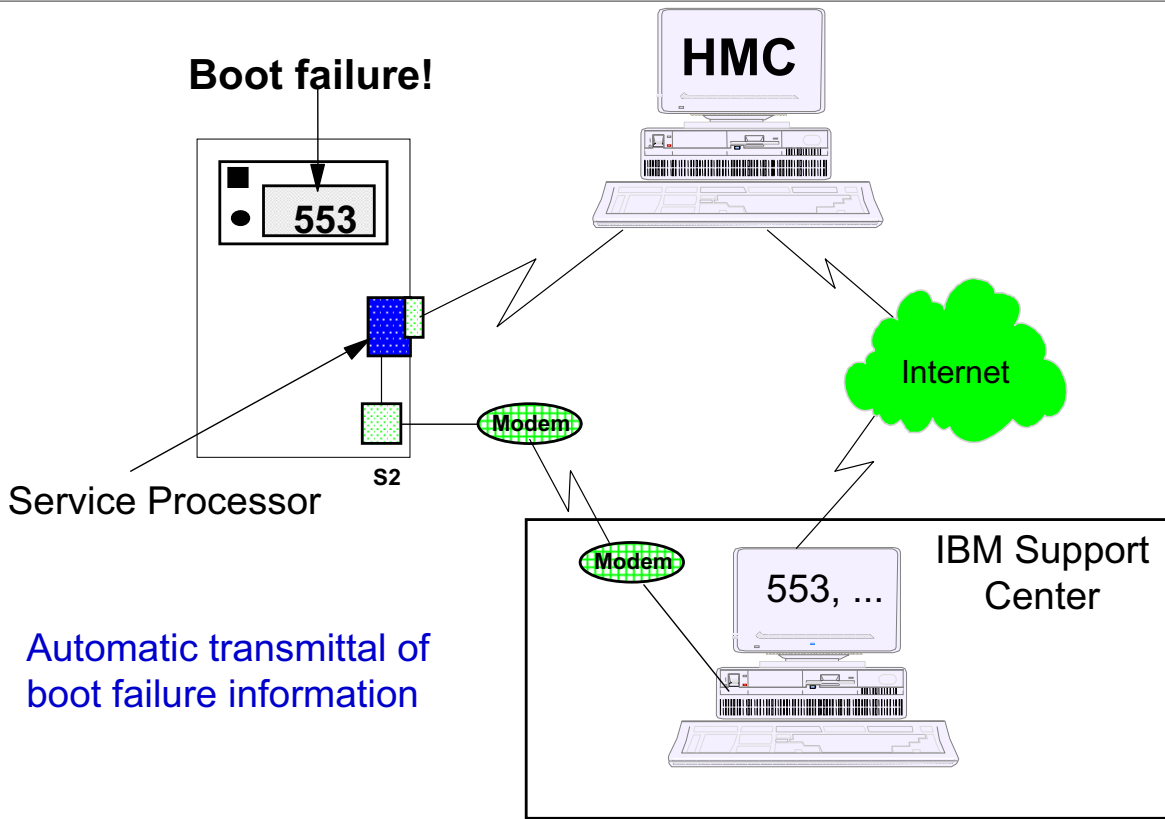 HMC
Boot failure!
553
Internet
Modem
S2
Service Processor
IBM Support
Center
Modem
553, ...
Automatic transmittal of
boot failure information